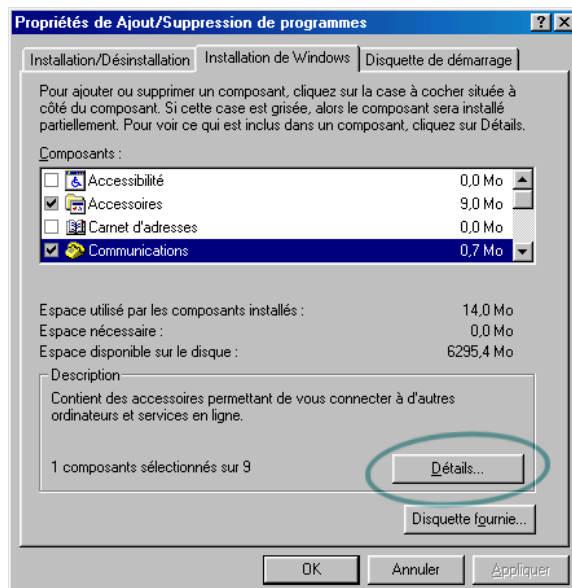 Propriétés de Ajout/Suppression de programmes
Installation/Désinstallation Installation de Windows Disquette de démarrage
Pour ajouter ou supprimer un composant, cliquez sur la case à cocher située à
côté du composant. Si cette case est grisée, alors le composant sera installé
partiellement. Pour voir ce qui est inclus dans un composant, cliquez sur Détails.
Composants :
Accessibilité 0,0 Mo
Accessoires 9,0 Mo
Carnet d'adresses 0,0 Mo
Communications 0,7 Mo
Espace utilisé par les composants installés : 14,0 Mo
Espace nécessaire : 0,0 Mo
Espace disponible sur le disque : 6295,4 Mo
Description
Contient des accessoires permettant de vous connecter à d'autres
ordinateurs et services en ligne.
1 composants sélectionnés sur 9 Détails...
Disquette fournie...
OK Annuler Appliquer